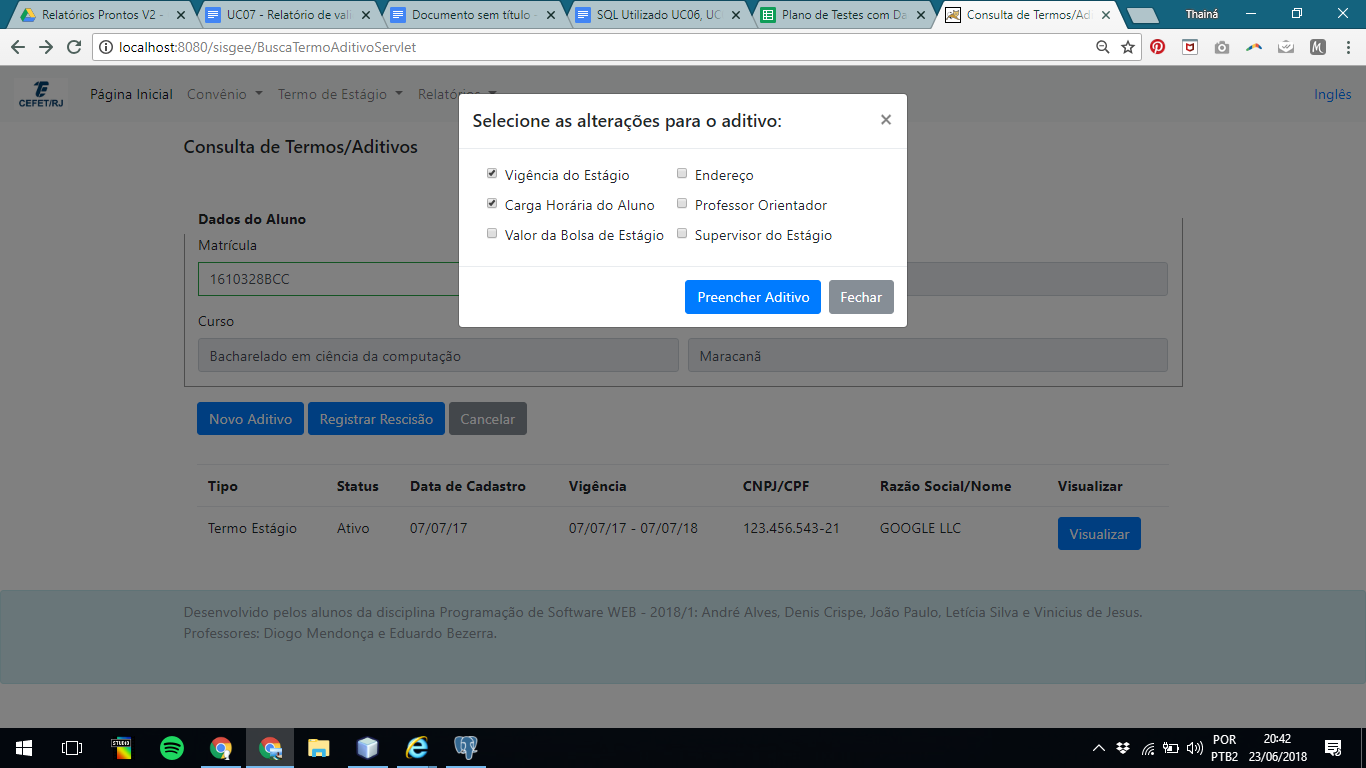 Relatórios Prontos V2 -
UC07 - Relatório de vali
Documento sem título -
SQL Utilizado UC06, UC
Plano de Testes com Da
Consulta de Termos/Adi
Thainá
localhost:8080/sisgee/BuscaTermoAditivoServlet
CEFET/RJ
Página Inicial Convênio Termo de Estágio Relatórios
Inglês
Selecione as alterações para o aditivo:
Vigência do Estágio
Endereço
Carga Horária do Aluno
Professor Orientador
Valor da Bolsa de Estágio
Supervisor do Estágio
Preencher Aditivo
Fechar
Consulta de Termos/Aditivos
Dados do Aluno
Matrícula
1610328BCC
Curso
Bacharelado em ciência da computação
Maracanã
Novo Aditivo
Registrar Rescisão
Cancelar
Tipo Status Data de Cadastro Vigência CNPJ/CPF Razão Social/Nome Visualizar
Termo Estágio Ativo 07/07/17 07/07/17 - 07/07/18 123.456.543-21 GOOGLE LLC Visualizar
Desenvolvido pelos alunos da disciplina Programação de Software WEB - 2018/1: André Alves, Denis Crispe, João Paulo, Letícia Silva e Vinicius de Jesus.
Professores: Diogo Mendonça e Eduardo Bezerra.
STUDIO
POR
PTB2
20:42
23/06/2018